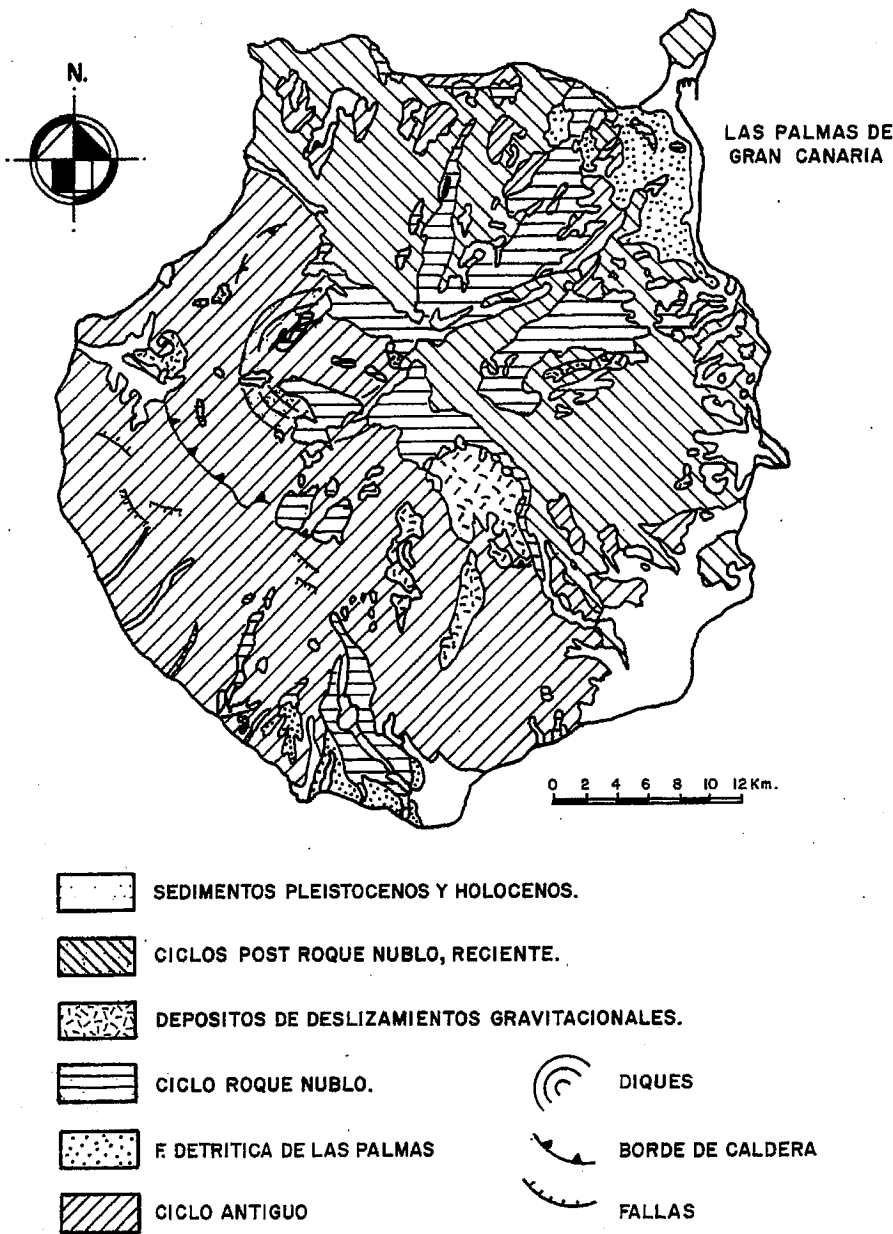 N.
LAS PALMAS DE
GRAN CANARIA
B
0 2 4 6 8 10 12 Km.
SEDIMENTOS PLEISTOCENOS Y HOLOCENOS.
CICLOS POST ROQUE NUBLO, RECIENTE.
DEPOSITOS DE DESLIZAMIENTOS GRAVITACIONALES.
CICLO ROQUE NUBLO.
DIQUES
F. DETRITICA DE LAS PALMAS
BORDE DE CALDERA
CICLO ANTIGUO
FALLAS